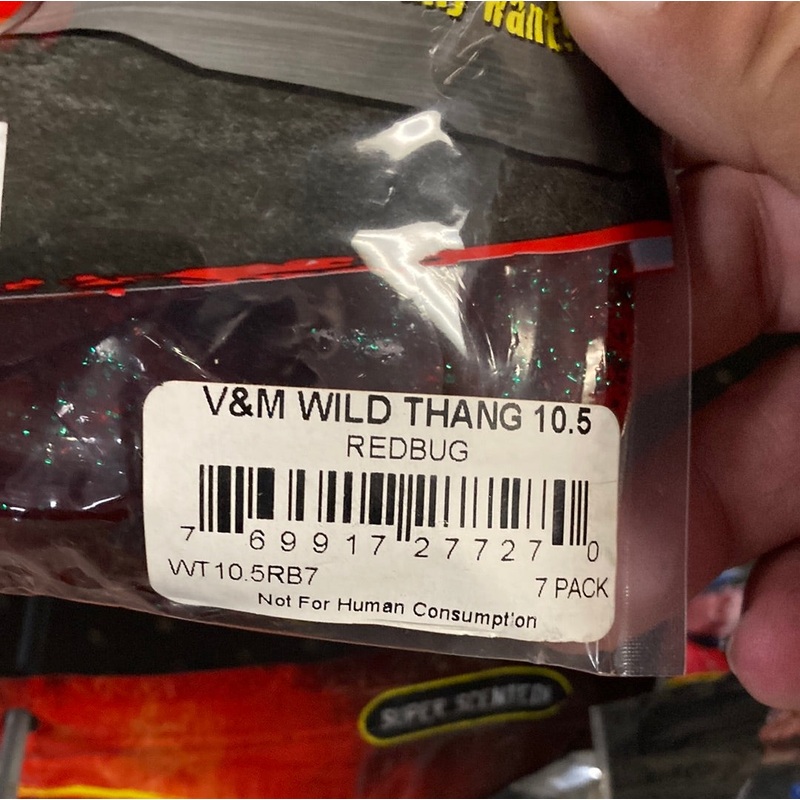 Want!
V&M WILD THANG 10.5
REDBUG
7 69917 27727 0
WT10.5RB7
7 PACK
Not For Human Consumption
SUPER SCENTED!